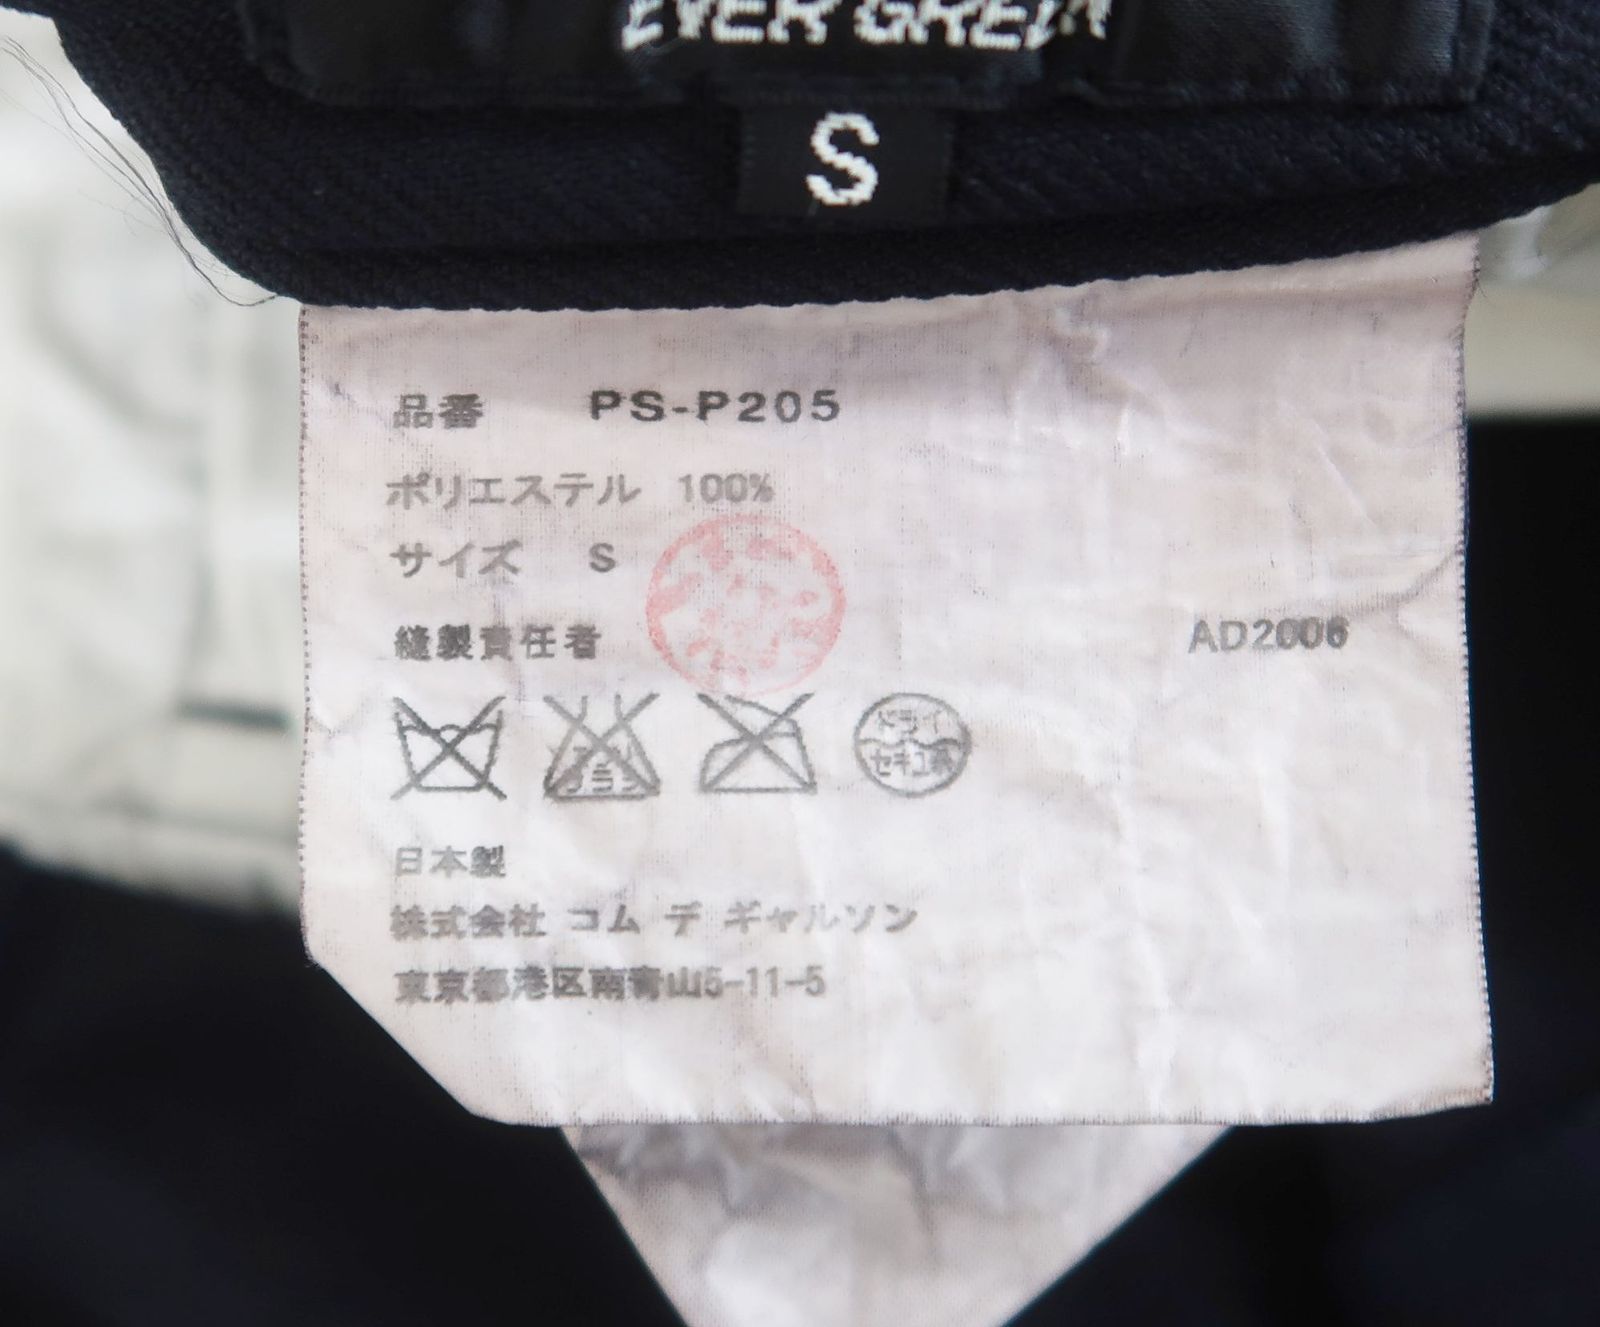 EVER GREEN
S
品番 PS-P205
ポリエステル 100%
サイズ S
縫製責任者
AD2006
ドライ
セキユ系
日本製
株式会社 コム デ ギャルソン
東京都港区南青山5-11-5